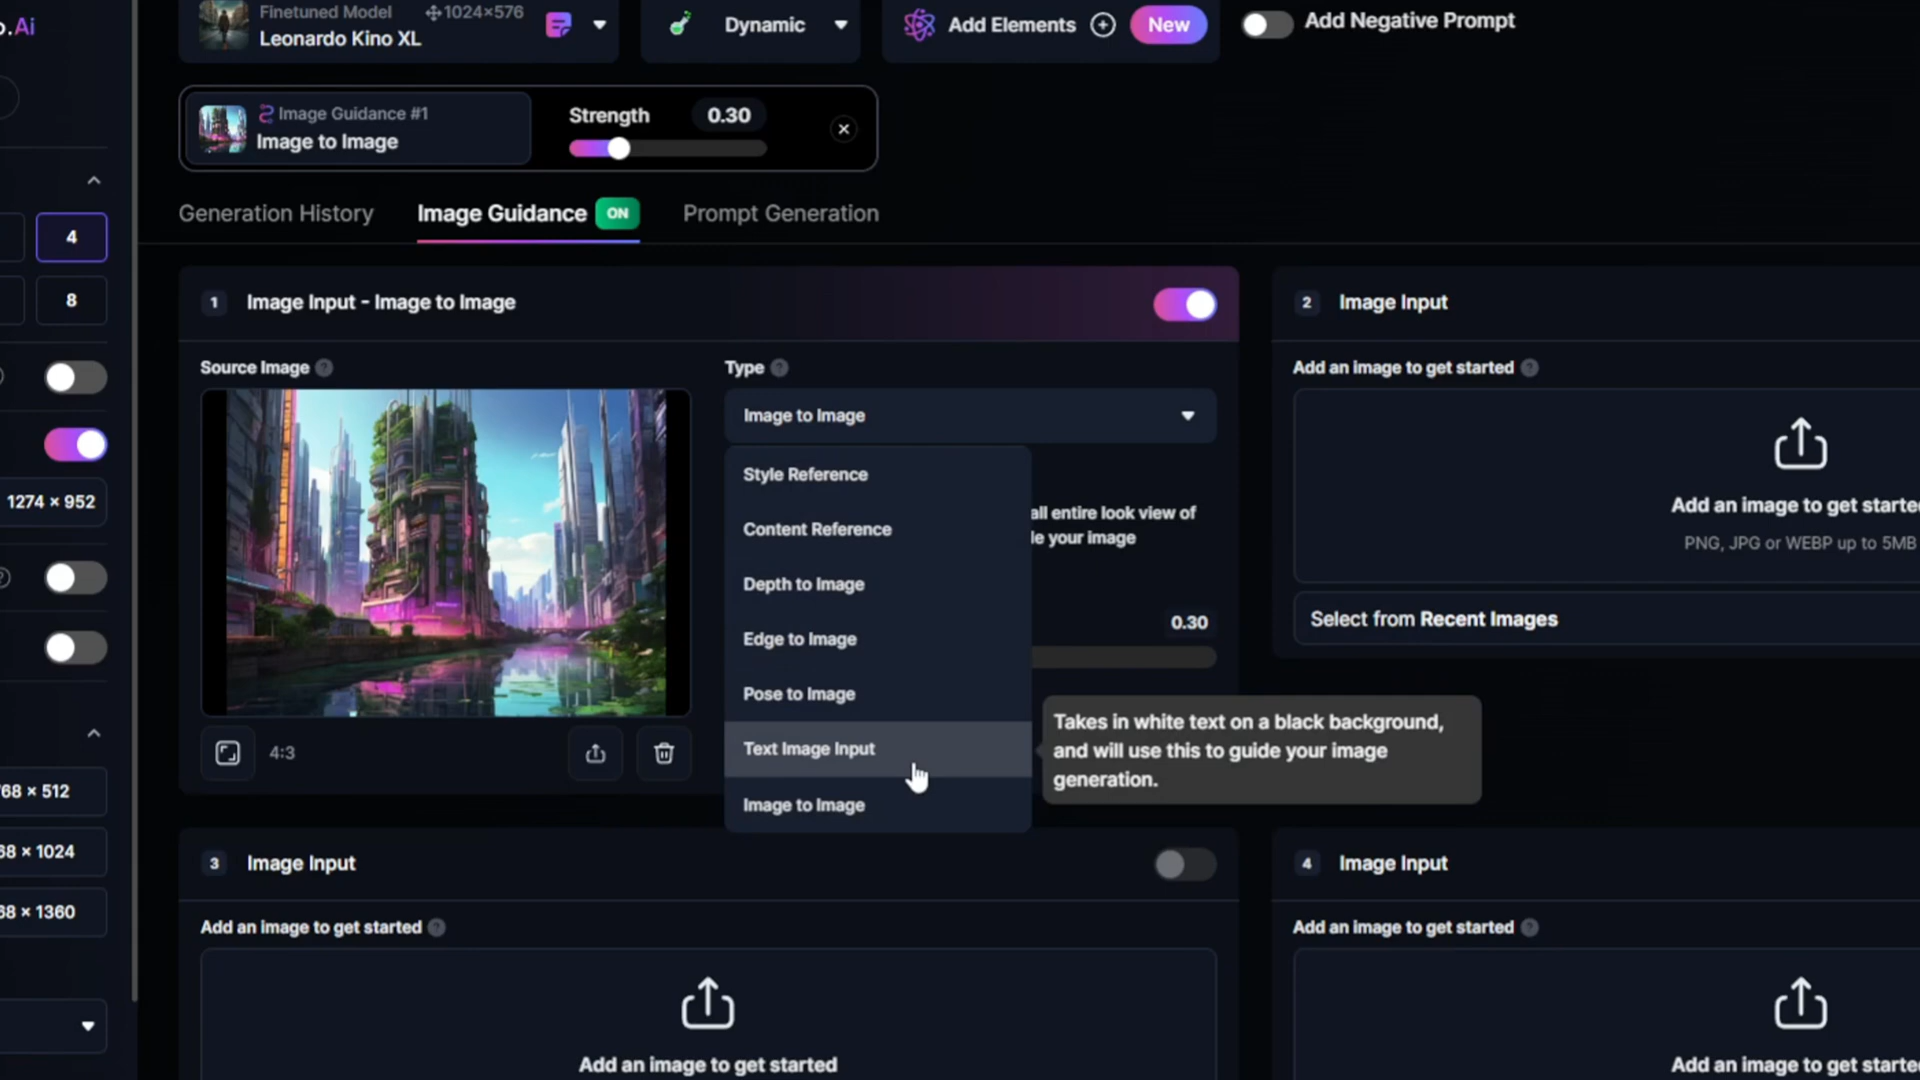 o.Ai
Finetuned Model
1024×576
Leonardo Kino XL
Dynamic
Add Elements
New
Add Negative Prompt
Image Guidance #1
Image to Image
Strength
0.30
Generation History
Image Guidance
ON
Prompt Generation
4
8
1274 × 952
68 × 512
68 × 1024
68 × 1360
1
Image Input - Image to Image
Source Image
4:3
Type
Image to Image
Style Reference
Content Reference
Depth to Image
Edge to Image
Pose to Image
Text Image Input
Image to Image
all entire look view of
le your image
0.30
Takes in white text on a black background,
and will use this to guide your image
generation.
2
Image Input
Add an image to get started
Add an image to get starte
PNG, JPG or WEBP up to 5MB
Select from Recent Images
3
Image Input
Add an image to get started
Add an image to get started
4
Image Input
Add an image to get started
Add an image to get starte